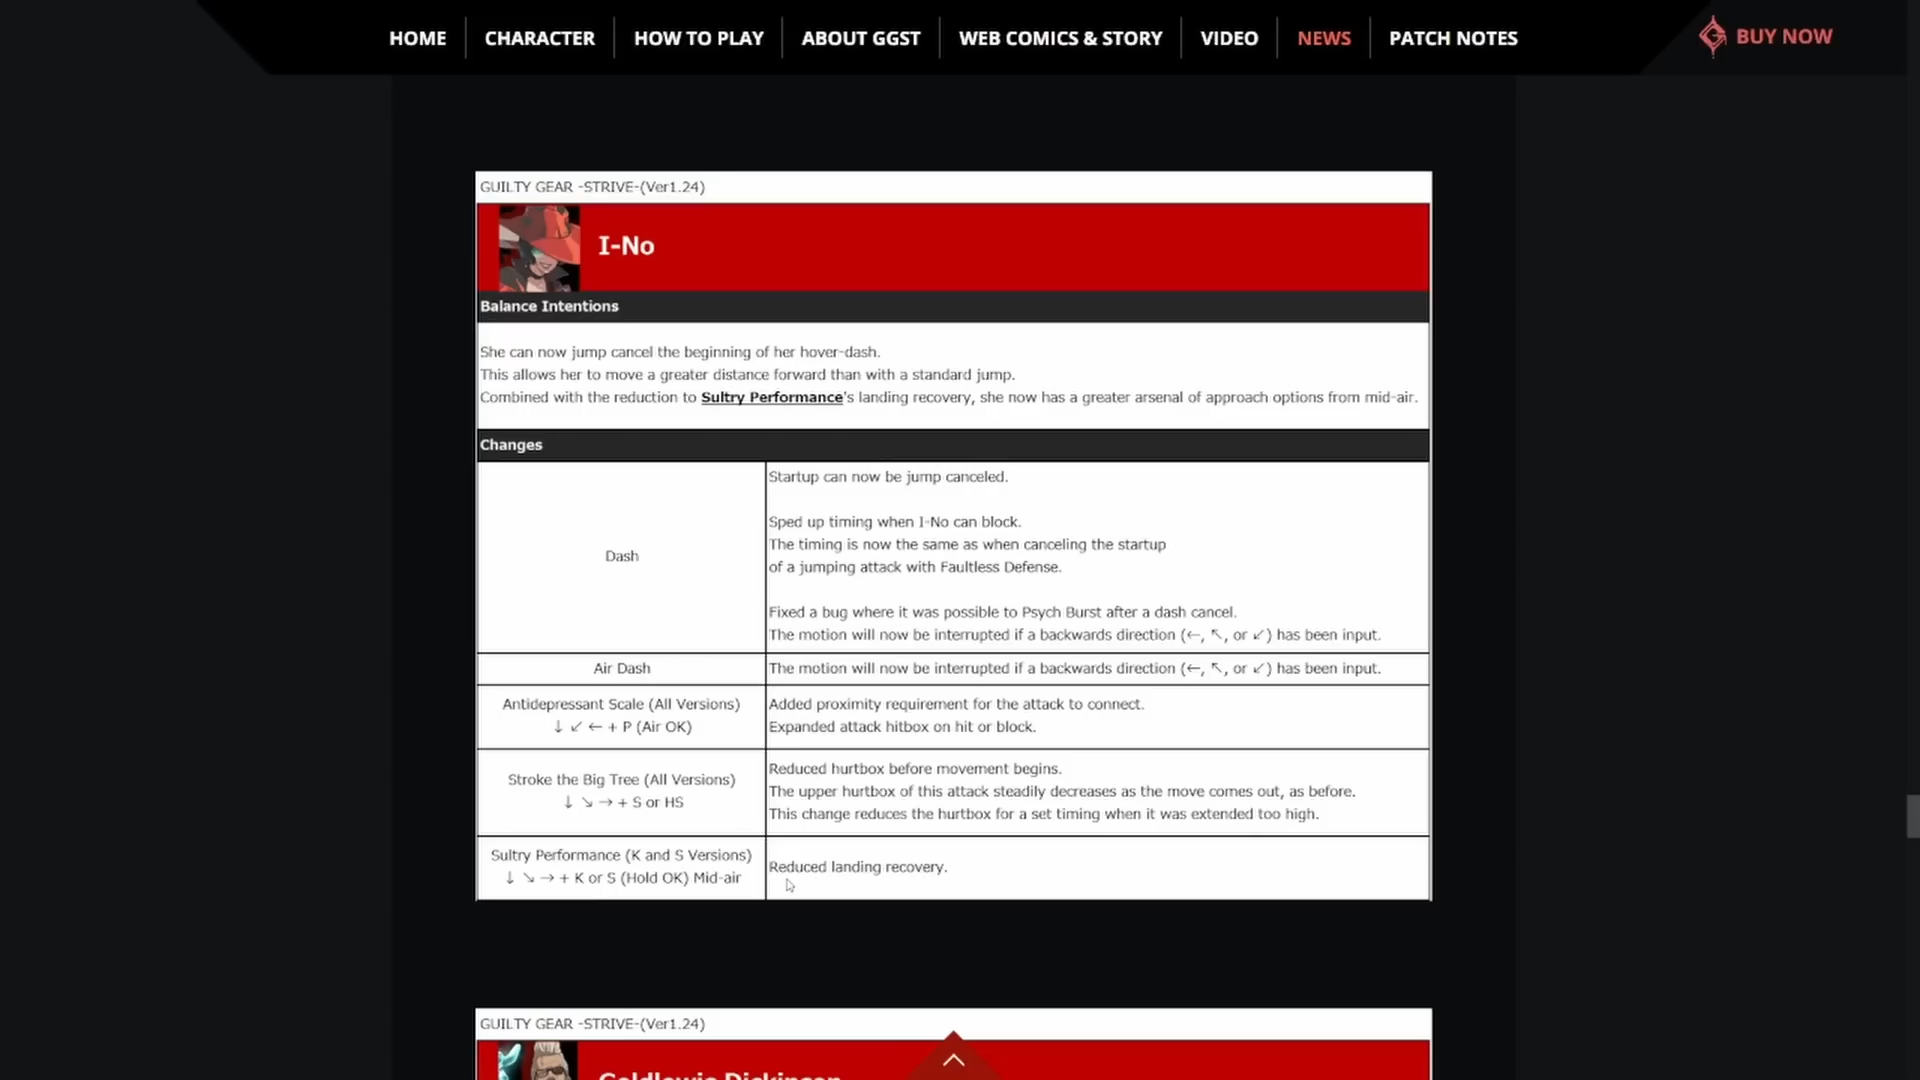 HOME
CHARACTER
HOW TO PLAY
ABOUT GGST
WEB COMICS & STORY
VIDEO
NEWS
PATCH NOTES
BUY NOW
GUILTY GEAR -STRIVE-(Ver1.24)
I-No
Balance Intentions
She can now jump cancel the beginning of her hover-dash.
This allows her to move a greater distance forward than with a standard jump.
Combined with the reduction to Sultry Performance's landing recovery, she now has a greater arsenal of approach options from mid-air.
Changes
Dash
Startup can now be jump canceled.
Sped up timing when I-No can block.
The timing is now the same as when canceling the startup
of a jumping attack with Faultless Defense.
Fixed a bug where it was possible to Psych Burst after a dash cancel.
The motion will now be interrupted if a backwards direction (←, ↖, or ↙) has been input.
Air Dash
The motion will now be interrupted if a backwards direction (←, ↖, or ↙) has been input.
Antidepressant Scale (All Versions)
↓ ↙ ← + P (Air OK)
Added proximity requirement for the attack to connect.
Expanded attack hitbox on hit or block.
Stroke the Big Tree (All Versions)
↓ ↘ → + S or HS
Reduced hurtbox before movement begins.
The upper hurtbox of this attack steadily decreases as the move comes out, as before.
This change reduces the hurtbox for a set timing when it was extended too high.
Sultry Performance (K and S Versions)
↓ ↘ → + K or S (Hold OK) Mid-air
Reduced landing recovery.
GUILTY GEAR -STRIVE-(Ver1.24)
Goldlewis Dickinson